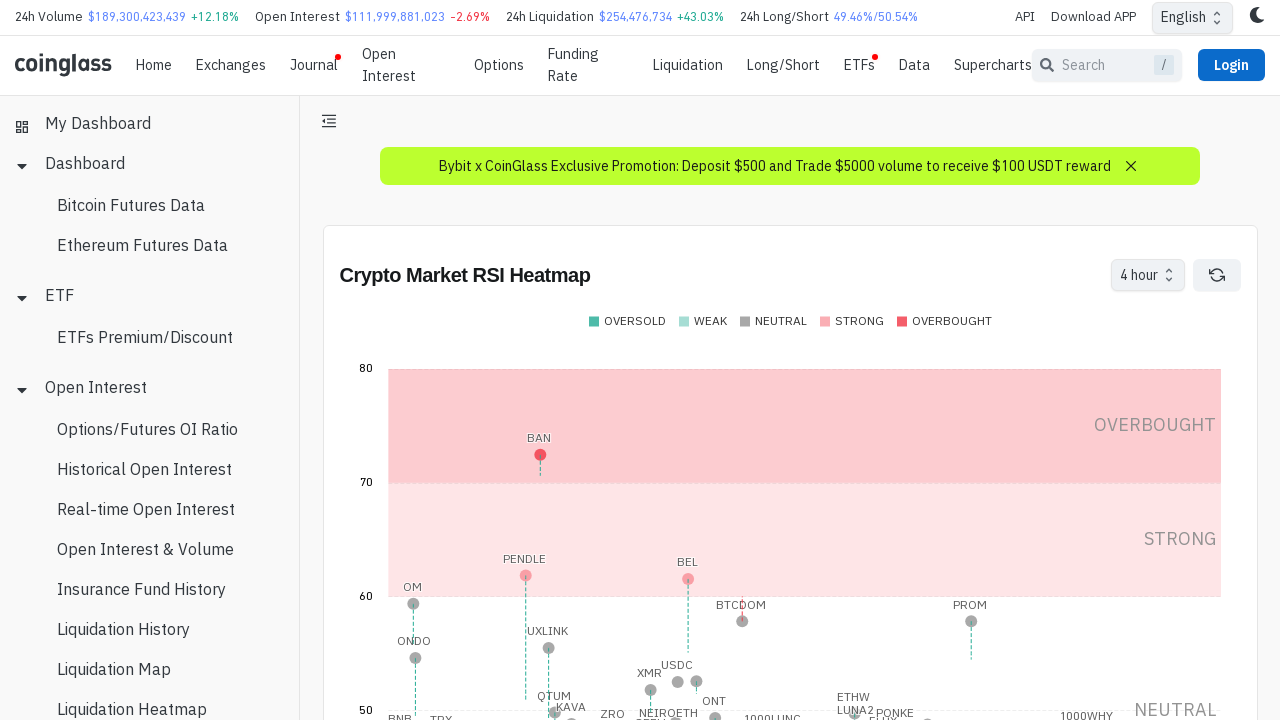 24h Volume $189,300,423,439 +12.18% Open Interest $111,999,881,023 -2.69% 24h Liquidation $254,476,734 +43.03% 24h Long/Short 49.46%/50.54% API Download APP English
coinglass Home Exchanges Journal Open Interest Options Funding Rate Liquidation Long/Short ETFs Data Supercharts Search / Login
My Dashboard
Dashboard
Bitcoin Futures Data
Ethereum Futures Data
ETF
ETFs Premium/Discount
Open Interest
Options/Futures OI Ratio
Historical Open Interest
Real-time Open Interest
Open Interest & Volume
Insurance Fund History
Liquidation History
Liquidation Map
Liquidation Heatmap
Bybit x CoinGlass Exclusive Promotion: Deposit $500 and Trade $5000 volume to receive $100 USDT reward
Crypto Market RSI Heatmap
4 hour
OVERSOLD WEAK NEUTRAL STRONG OVERBOUGHT
80
OVERBOUGHT
BAN
70
STRONG
PENDLE BEL
OM
60
BTCDOM PROM
UXLINK
ONDO
USDC
XMR
QTUM ONT ETHW
KAVA
50 NEUTRAL
ZRO NEIROETH LUNA2 PONKE
BNB TRX 1000LUNC 1000WHY